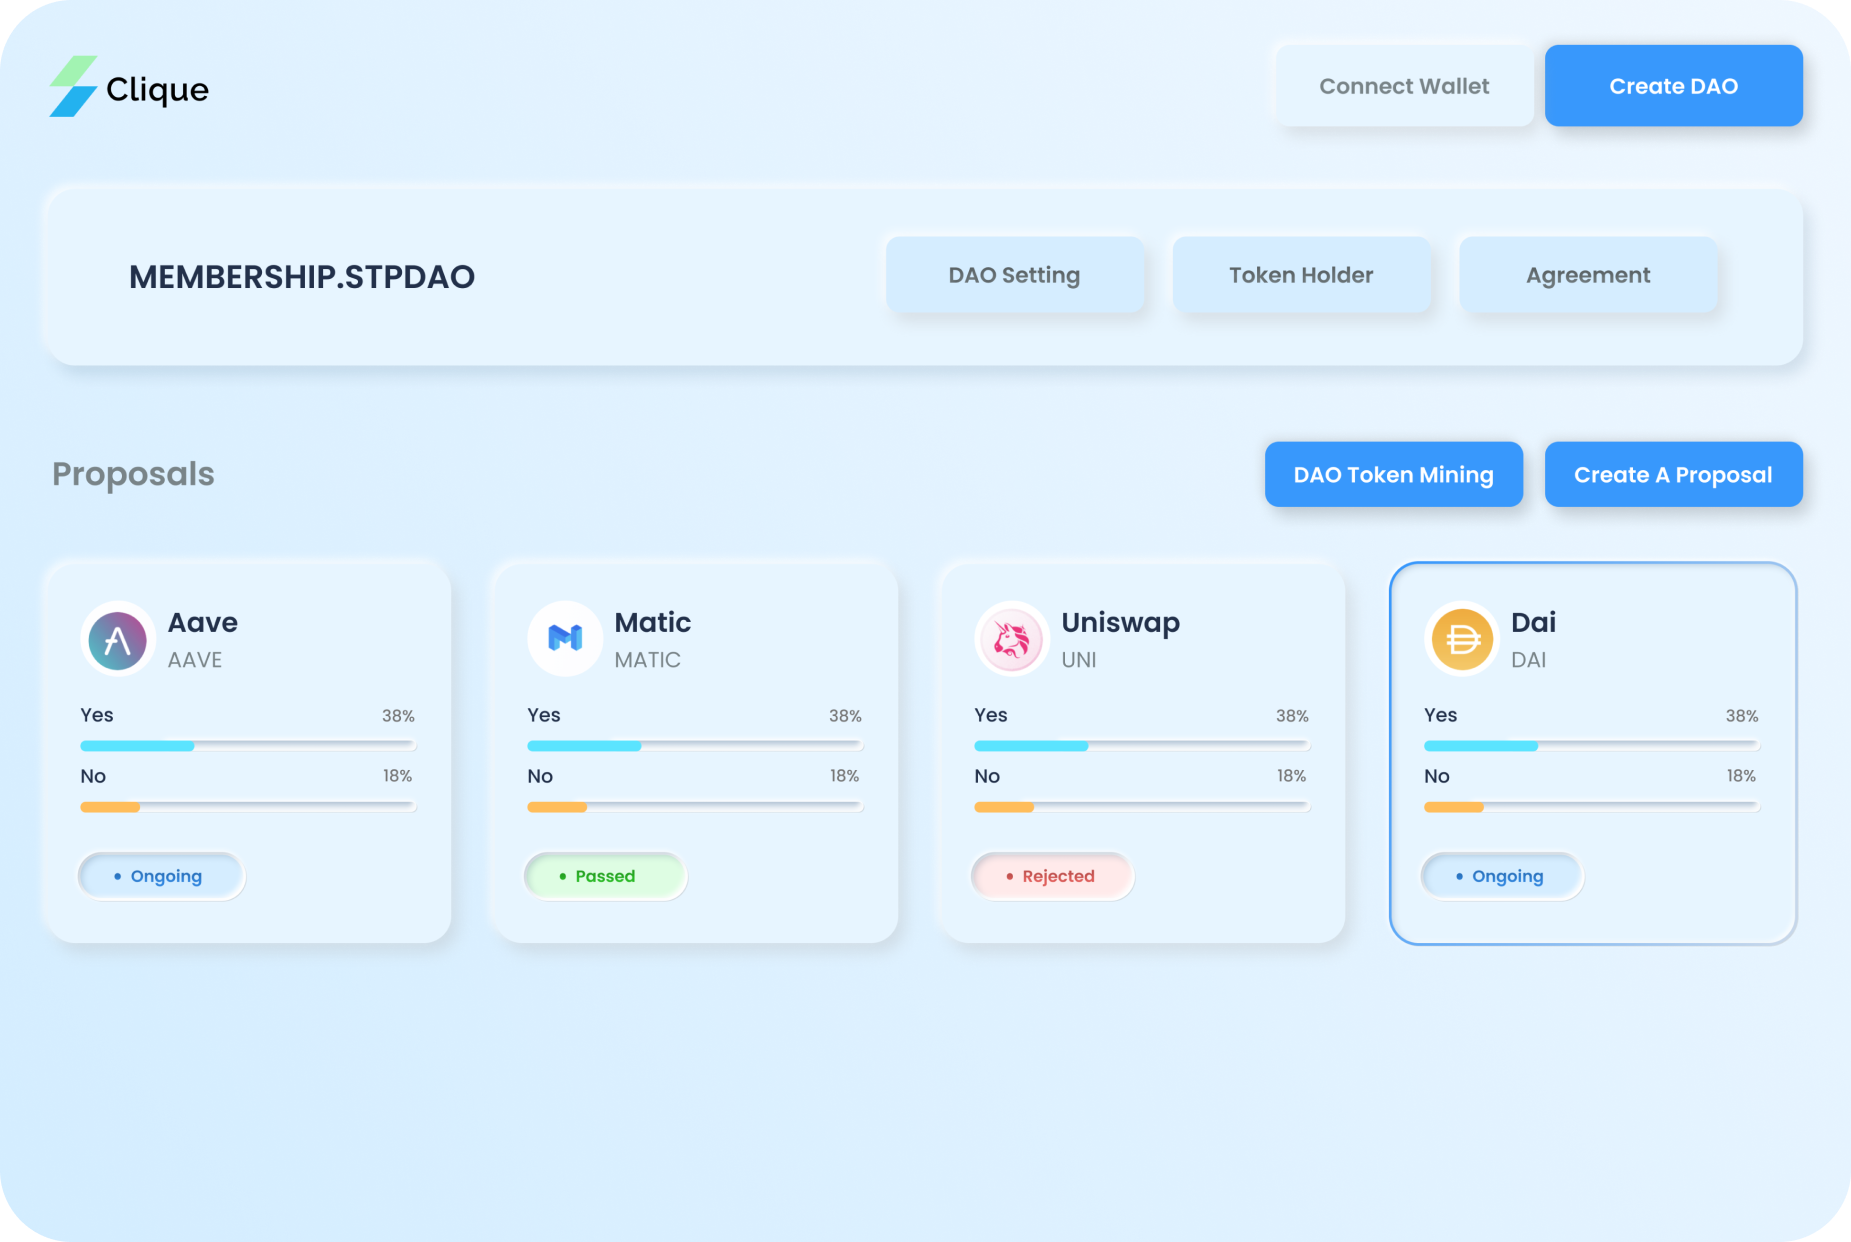 Clique
Connect Wallet
Create DAO
MEMBERSHIP.STPDAO
DAO Setting
Token Holder
Agreement
Proposals
DAO Token Mining
Create A Proposal
Aave
AAVE
Yes 38%
No 18%
Ongoing
Matic
MATIC
Yes 38%
No 18%
Passed
Uniswap
UNI
Yes 38%
No 18%
Rejected
Dai
DAI
Yes 38%
No 18%
Ongoing